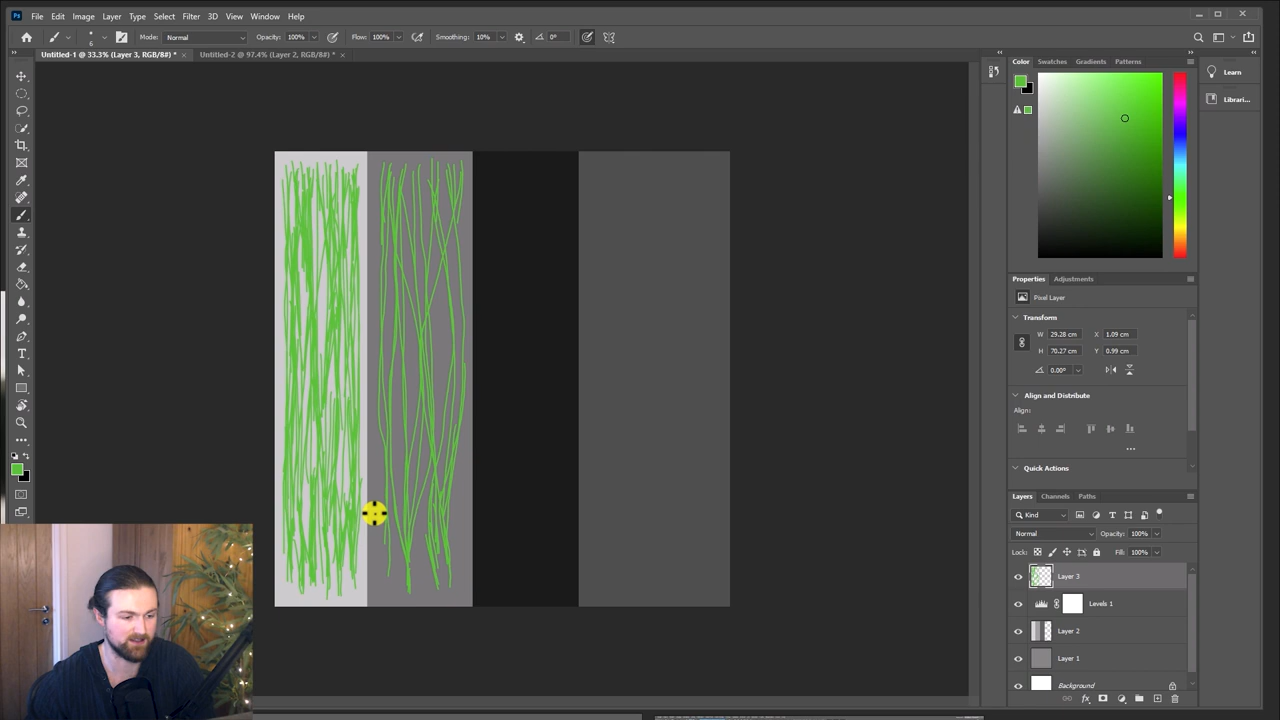 Ps File Edit Image Layer Type Select Filter 3D View Window Help
6 Mode: Normal Opacity: 100% Flow: 100% Smoothing: 10% 0°
Untitled-1 @ 33.3% (Layer 3, RGB/8#) * × Untitled-2 @ 97.4% (Layer 2, RGB/8#) * ×
Color Swatches Gradients Patterns
Learn
Librari...
Properties Adjustments
Pixel Layer
Transform
W 29.28 cm X 1.09 cm
H 70.27 cm Y 0.99 cm
0.00°
Align and Distribute
Align:
Quick Actions
Layers Channels Paths
Kind
Normal Opacity: 100%
Lock: Fill: 100%
Layer 3
Levels 1
Layer 2
Layer 1
Background